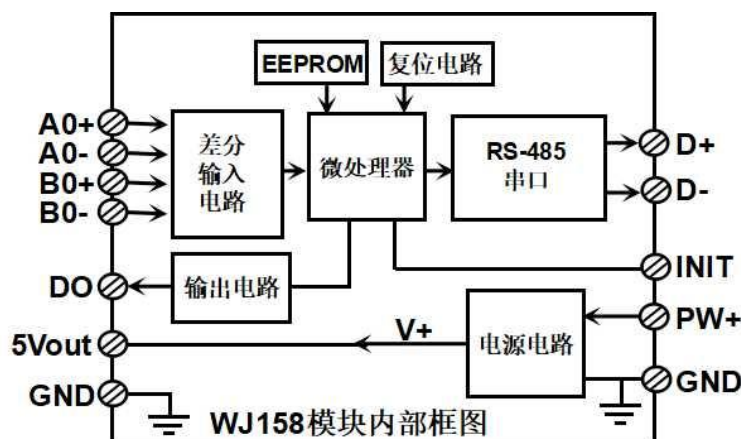 EEPROM
复位电路
A0+
A0-
B0+
B0-
差分
输入
电路
微处理器
RS-485
串口
D+
D-
DO
输出电路
INIT
5Vout
V+
电源电路
PW+
GND
GND
WJ158模块内部框图